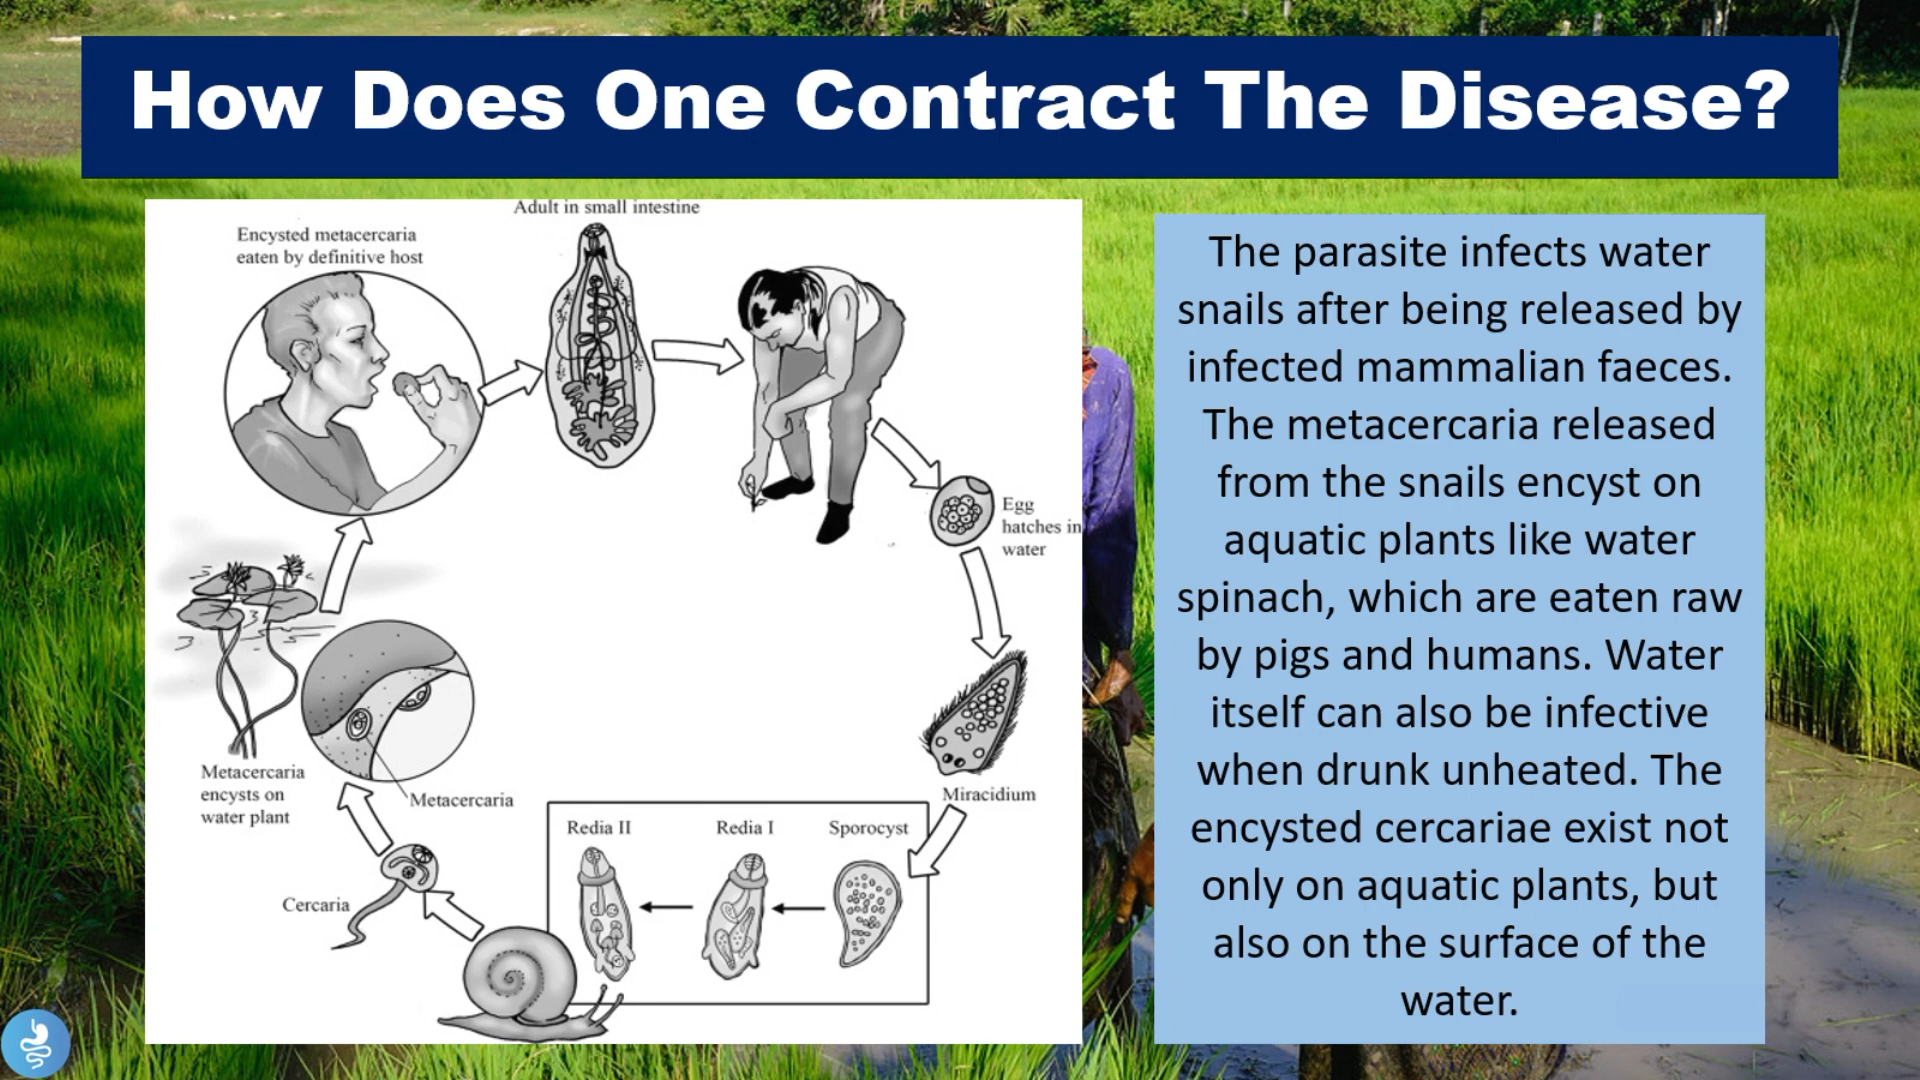 How Does One Contract The Disease?
Adult in small intestine
Encysted metacercaria
eaten by definitive host
Egg
hatches in
water
Metacercaria
encysts on
water plant
Metacercaria
Miracidium
Redia II
Redia I
Sporocyst
Cercaria
The parasite infects water
snails after being released by
infected mammalian faeces.
The metacercaria released
from the snails encyst on
aquatic plants like water
spinach, which are eaten raw
by pigs and humans. Water
itself can also be infective
when drunk unheated. The
encysted cercariae exist not
only on aquatic plants, but
also on the surface of the
water.